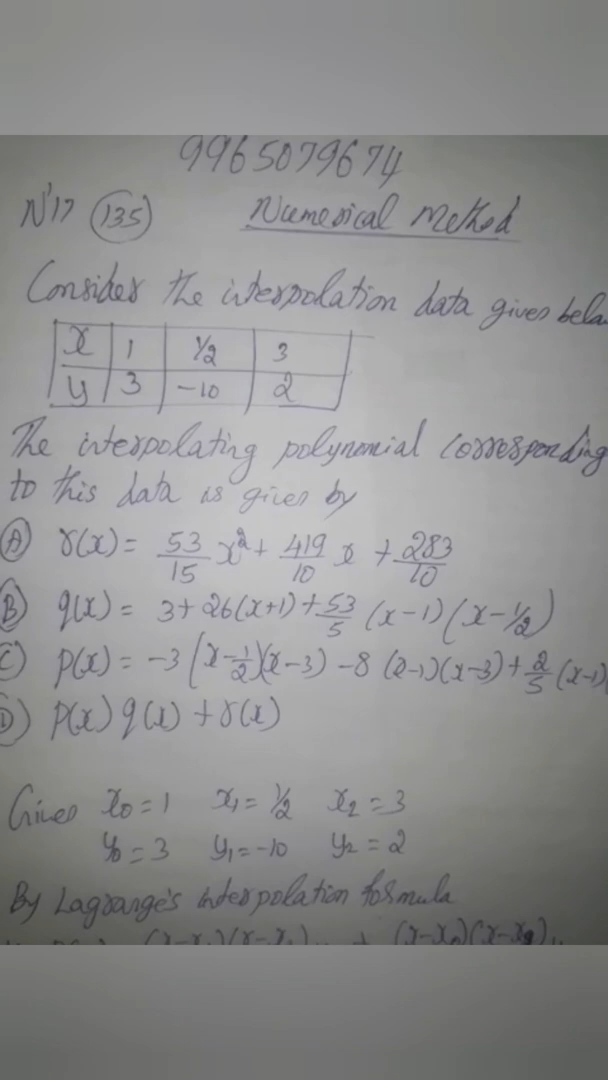 9965079674
N'17 (135) Numerical Method
Consider the interpolation data given
x 1 1/2 3
y 3 -10 2
The interpolating polynomial corresponding
to this data is given by
(A) r(x) = 53/15 x² + 419/10 x + 283/10
(B) q(x) = 3 + 26(x+1) + 53/5 (x-1)(x-1/2)
(C) p(x) = -3(x-1/2)(x-3) -8(x-1)(x-3) + 2/5 (x-1)
(D) p(x) q(x) + r(x)
Given x₀=1 x₁=1/2 x₂=3
y₀=3 y₁=-10 y₂=2
By Lagrange's interpolation formula